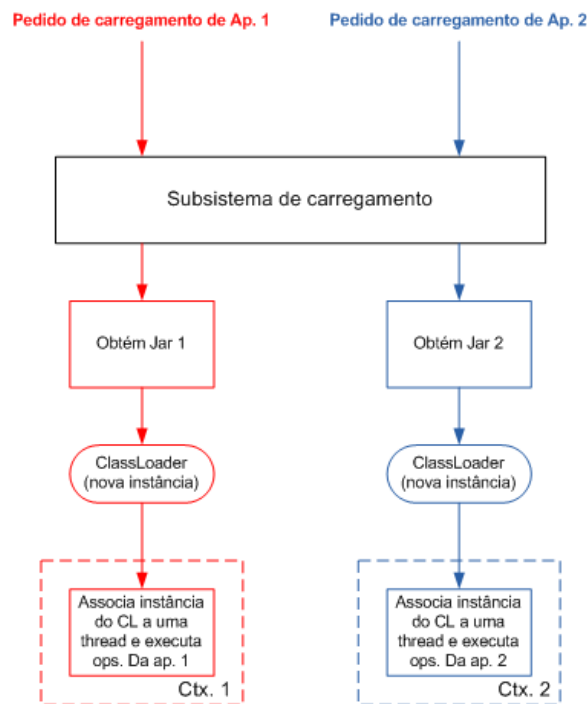 Pedido de carregamento de Ap. 1
Pedido de carregamento de Ap. 2
Subsistema de carregamento
Obtém Jar 1
Obtém Jar 2
ClassLoader
(nova instância)
ClassLoader
(nova instância)
Associa instância
do CL a uma
thread e executa
ops. Da ap. 1
Ctx. 1
Associa instância
do CL a uma
thread e executa
ops. Da ap. 2
Ctx. 2